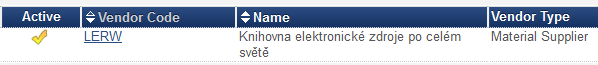 Active Vendor Code Name Vendor Type
LERW Knihovna elektronické zdroje po celém Material Supplier
světě